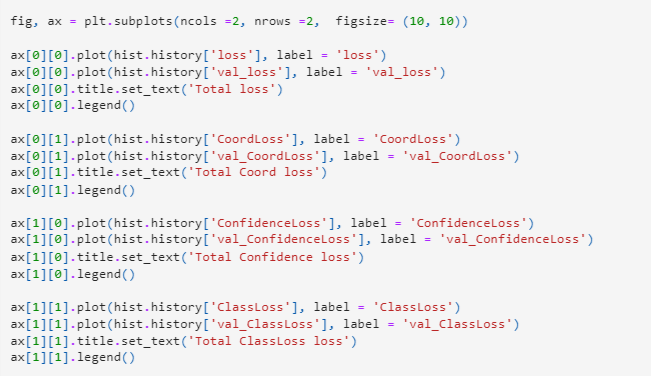 fig, ax = plt.subplots(ncols =2, nrows =2,  figsize= (10, 10))

ax[0][0].plot(hist.history['loss'], label = 'loss')
ax[0][0].plot(hist.history['val_loss'], label = 'val_loss')
ax[0][0].title.set_text('Total loss')
ax[0][0].legend()

ax[0][1].plot(hist.history['CoordLoss'], label = 'CoordLoss')
ax[0][1].plot(hist.history['val_CoordLoss'], label = 'val_CoordLoss')
ax[0][1].title.set_text('Total Coord loss')
ax[0][1].legend()

ax[1][0].plot(hist.history['ConfidenceLoss'], label = 'ConfidenceLoss')
ax[1][0].plot(hist.history['val_ConfidenceLoss'], label = 'val_ConfidenceLoss')
ax[1][0].title.set_text('Total Confidence loss')
ax[1][0].legend()

ax[1][1].plot(hist.history['ClassLoss'], label = 'ClassLoss')
ax[1][1].plot(hist.history['val_ClassLoss'], label = 'val_ClassLoss')
ax[1][1].title.set_text('Total ClassLoss loss')
ax[1][1].legend()